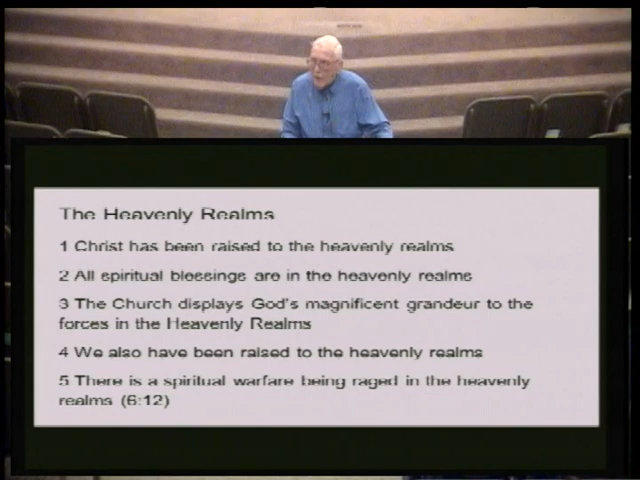 The Heavenly Realms
1 Christ has been raised to the heavenly realms
2 All spiritual blessings are in the heavenly realms
3 The Church displays God's magnificent grandeur to the
forces in the Heavenly Realms
4 We also have been raised to the heavenly realms
5 There is a spiritual warfare being raged in the heavenly
realms (6:12)